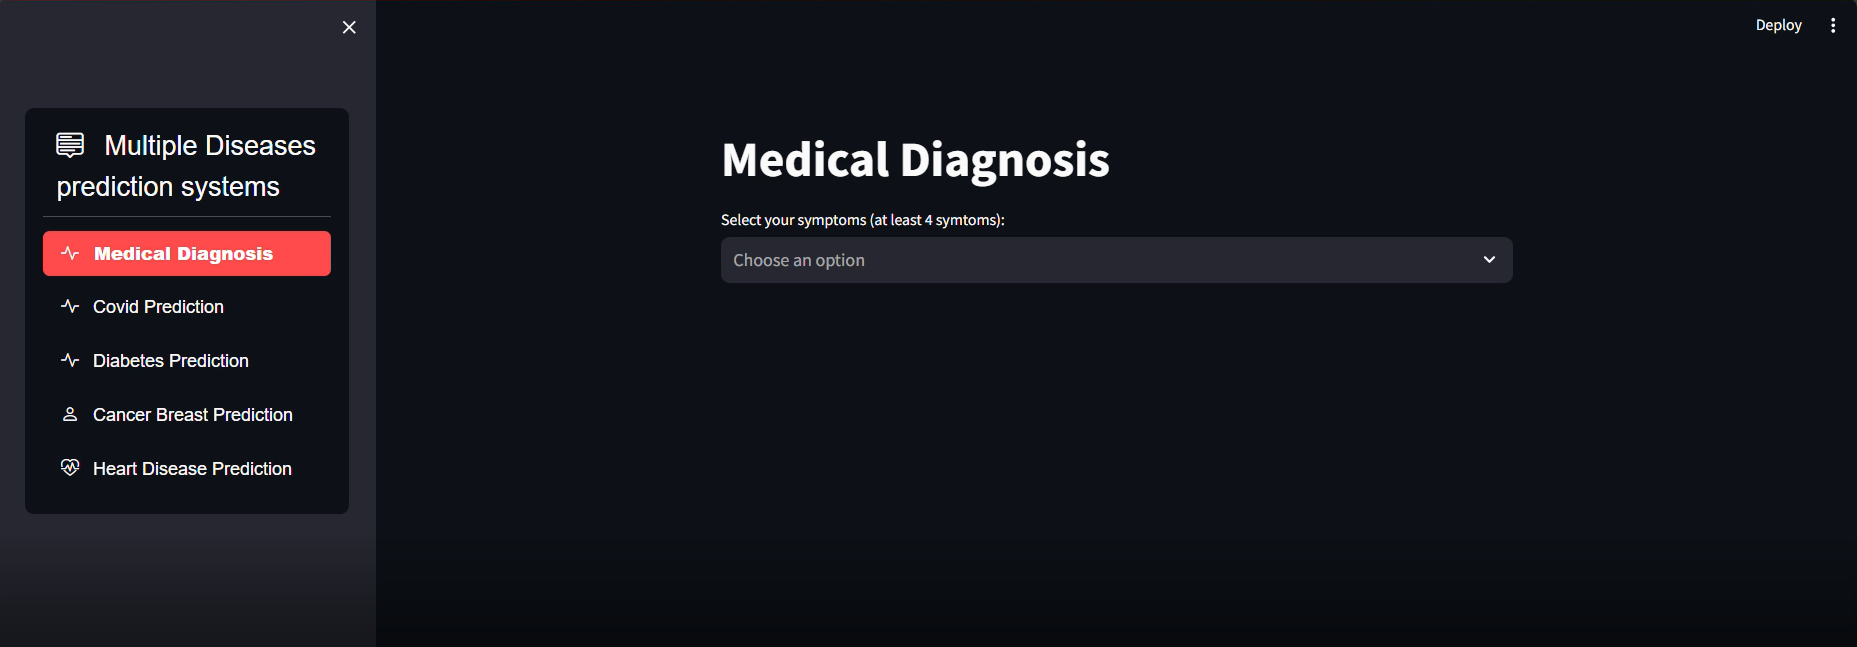 Deploy
Multiple Diseases
prediction systems
Medical Diagnosis
Covid Prediction
Diabetes Prediction
Cancer Breast Prediction
Heart Disease Prediction
Medical Diagnosis
Select your symptoms (at least 4 symtoms):
Choose an option